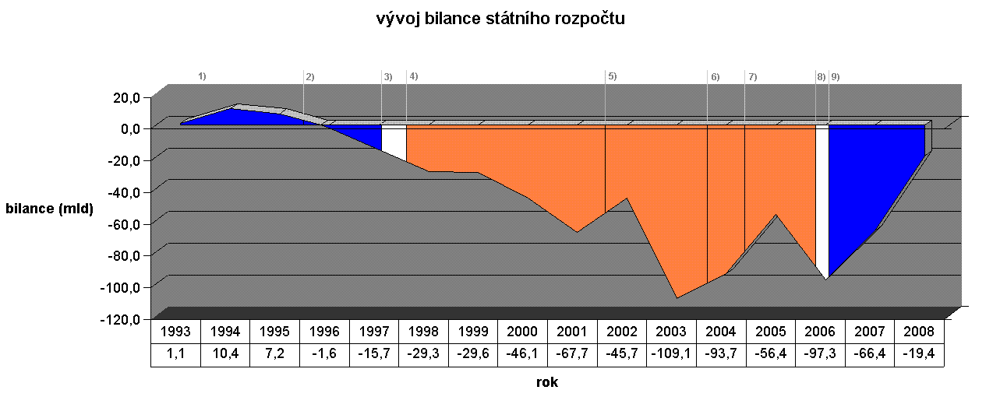 vývoj bilance státního rozpočtu
1) 2) 3) 4) 5) 6) 7) 8) 9)
20,0
0,0
-20,0
-40,0
bilance (mld)
-60,0
-80,0
-100,0
-120,0
1993 1994 1995 1996 1997 1998 1999 2000 2001 2002 2003 2004 2005 2006 2007 2008
1,1 10,4 7,2 -1,6 -15,7 -29,3 -29,6 -46,1 -67,7 -45,7 -109,1 -93,7 -56,4 -97,3 -66,4 -19,4
rok